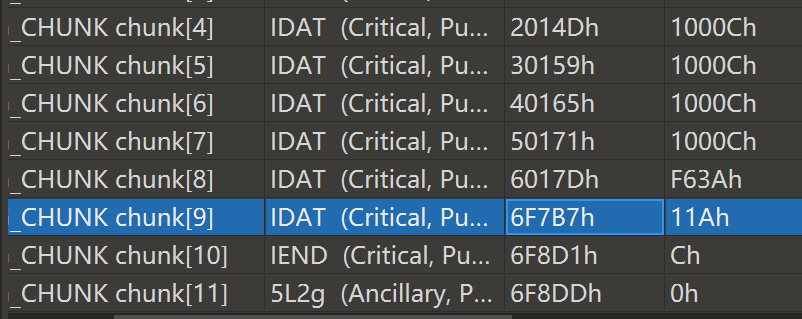 _CHUNK chunk[4] IDAT (Critical, Pu... 2014Dh 1000Ch
_CHUNK chunk[5] IDAT (Critical, Pu... 30159h 1000Ch
_CHUNK chunk[6] IDAT (Critical, Pu... 40165h 1000Ch
_CHUNK chunk[7] IDAT (Critical, Pu... 50171h 1000Ch
_CHUNK chunk[8] IDAT (Critical, Pu... 6017Dh F63Ah
_CHUNK chunk[9] IDAT (Critical, Pu... 6F7B7h 11Ah
_CHUNK chunk[10] IEND (Critical, Pu... 6F8D1h Ch
_CHUNK chunk[11] 5L2g (Ancillary, P... 6F8DDh 0h